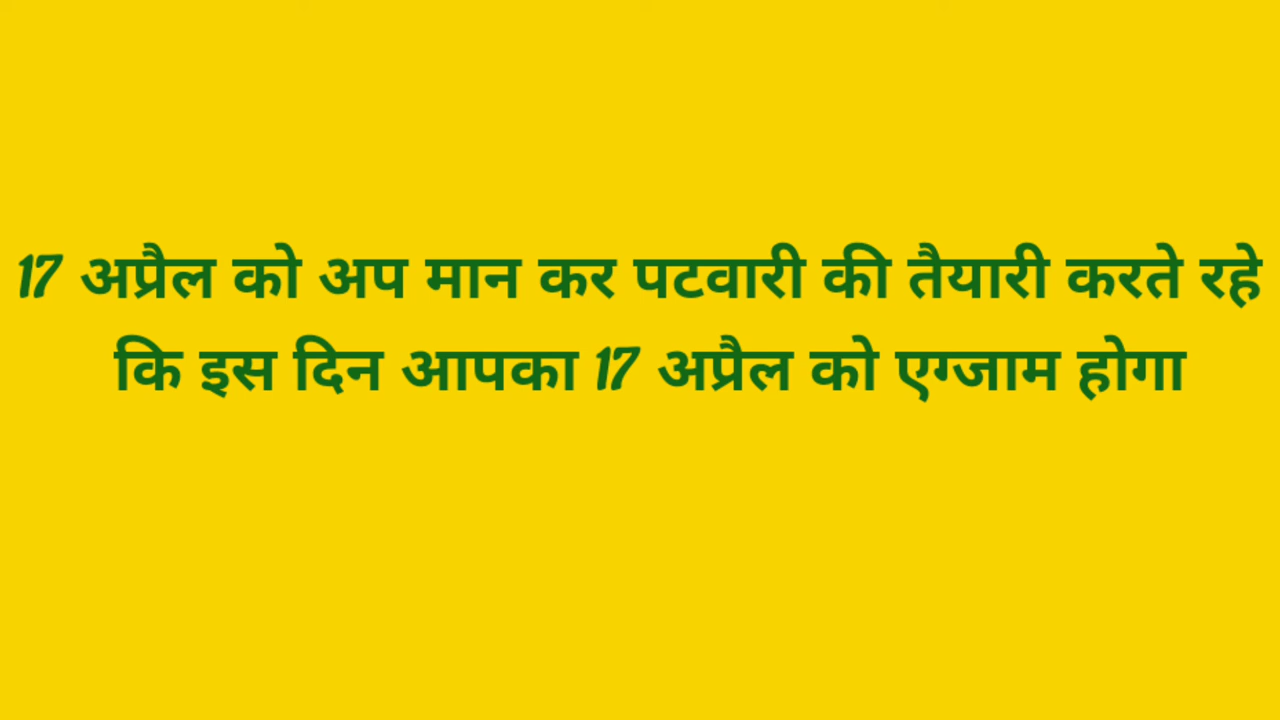 17 अप्रैल को अप मान कर पटवारी की तैयारी करते रहे
कि इस दिन आपका 17 अप्रैल को एग्जाम होगा